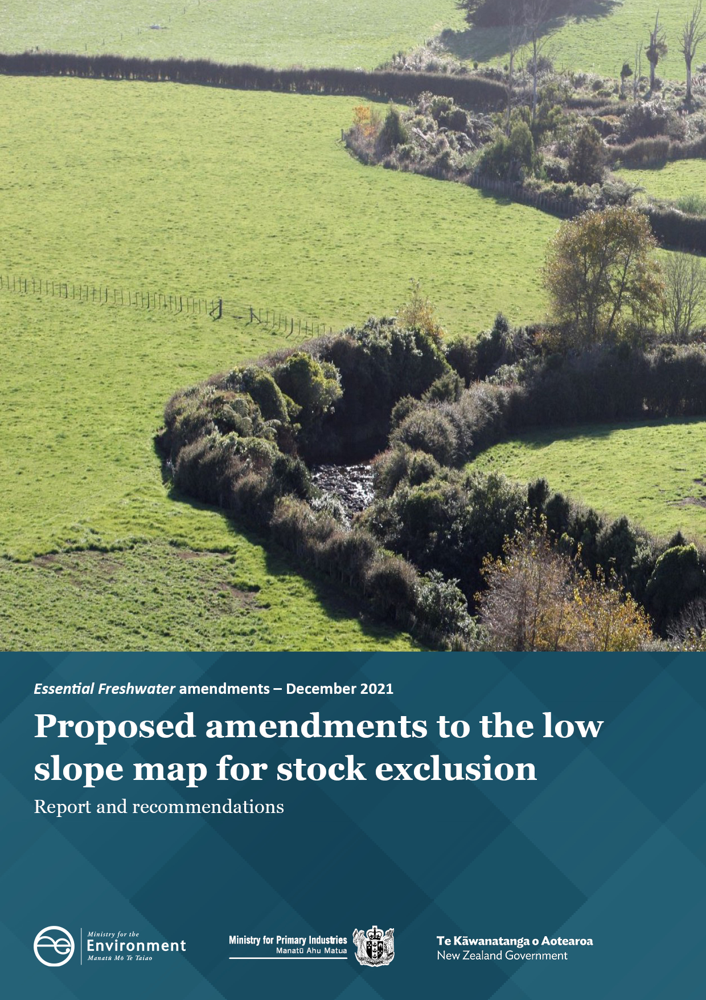 Essential Freshwater amendments – December 2021
Proposed amendments to the low
slope map for stock exclusion
Report and recommendations
Ministry for the
Environment
Manatū Mō Te Taiao
Ministry for Primary Industries
Manatū Ahu Matua
Te Kāwanatanga o Aotearoa
New Zealand Government